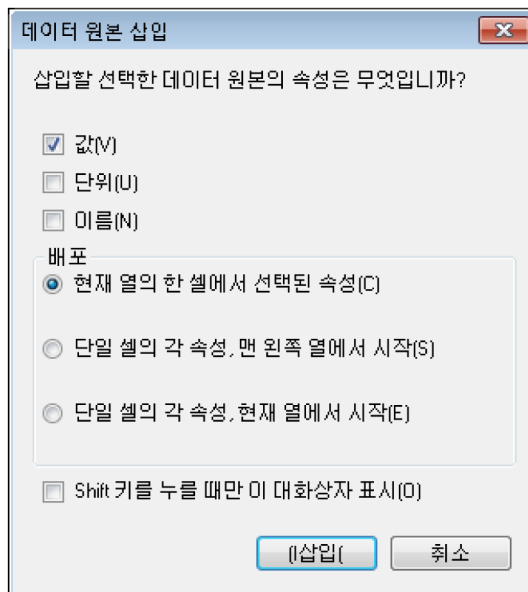 데이터 원본 삽입
삽입할 선택한 데이터 원본의 속성은 무엇입니까?
값(V)
단위(U)
이름(N)
배포
현재 열의 한 셀에서 선택된 속성(C)
단일 셀의 각 속성, 맨 왼쪽 열에서 시작(S)
단일 셀의 각 속성, 현재 열에서 시작(E)
Shift 키를 누를 때만 이 대화상자 표시(O)
(I삽입( 취소